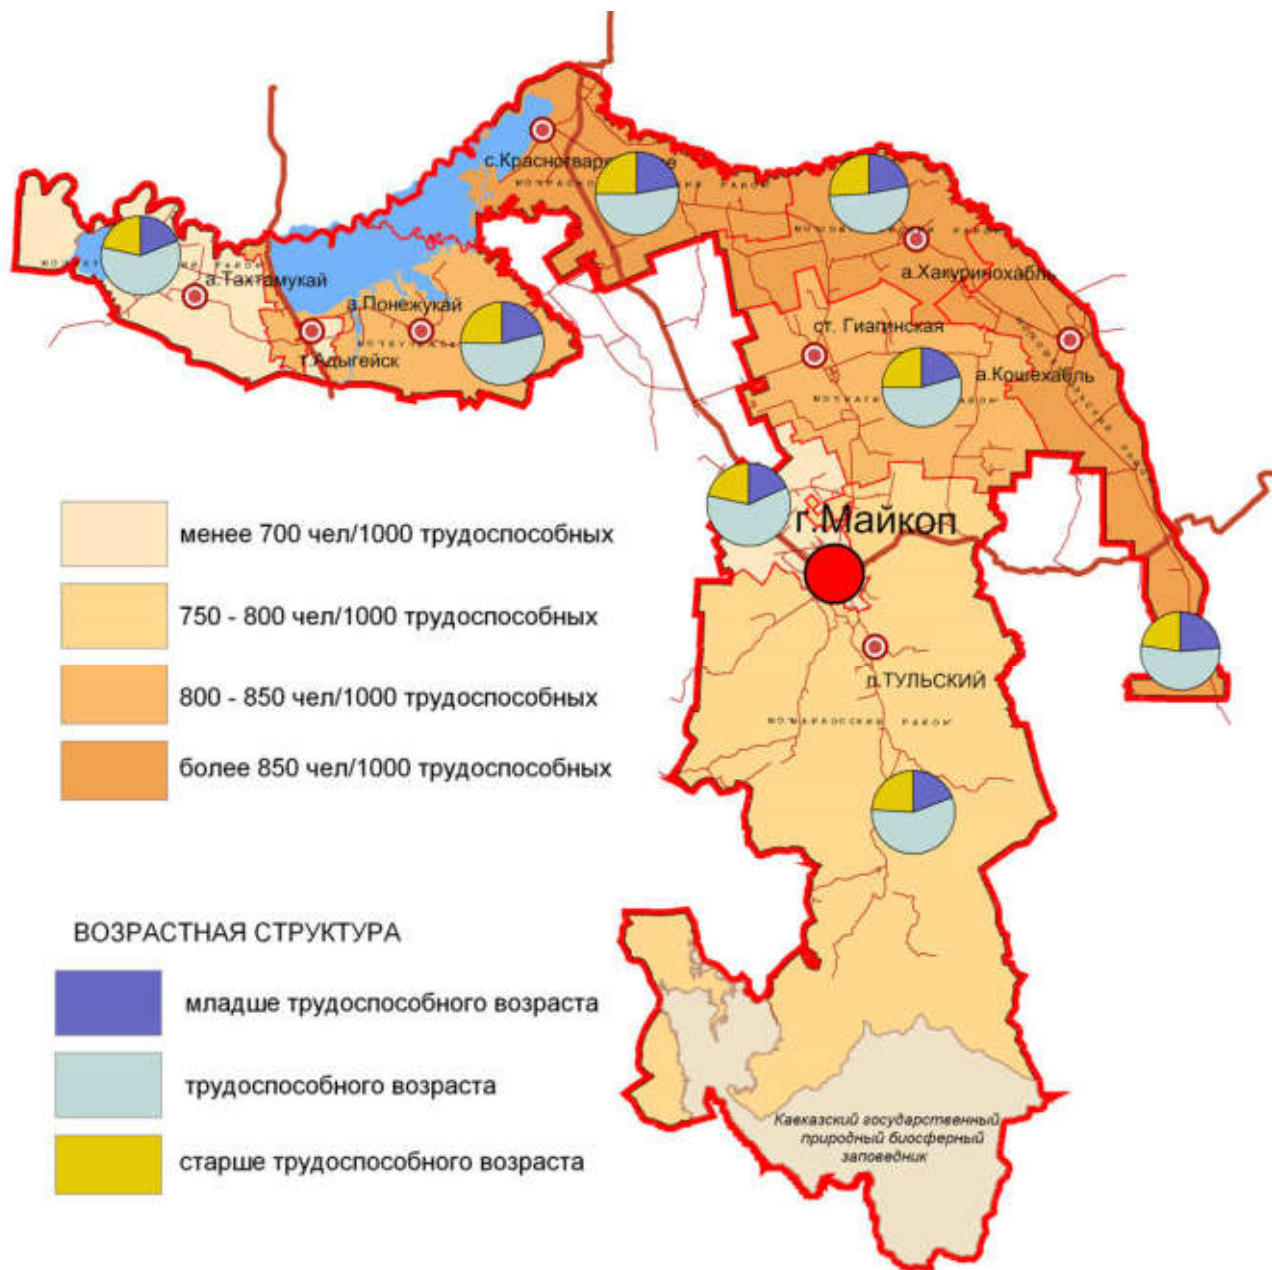 с.Красногвар
а.Тахтамукай
а.Понежукай
г.Адыгейск
а.Хакуринохабль
ст. Гиагинская
а.Кошехабль
г.Майкоп
п.ТУЛЬСКИЙ
менее 700 чел/1000 трудоспособных
750 - 800 чел/1000 трудоспособных
800 - 850 чел/1000 трудоспособных
более 850 чел/1000 трудоспособных
ВОЗРАСТНАЯ СТРУКТУРА
младше трудоспособного возраста
трудоспособного возраста
старше трудоспособного возраста
Кавказский государственный
природный биосферный
заповедник